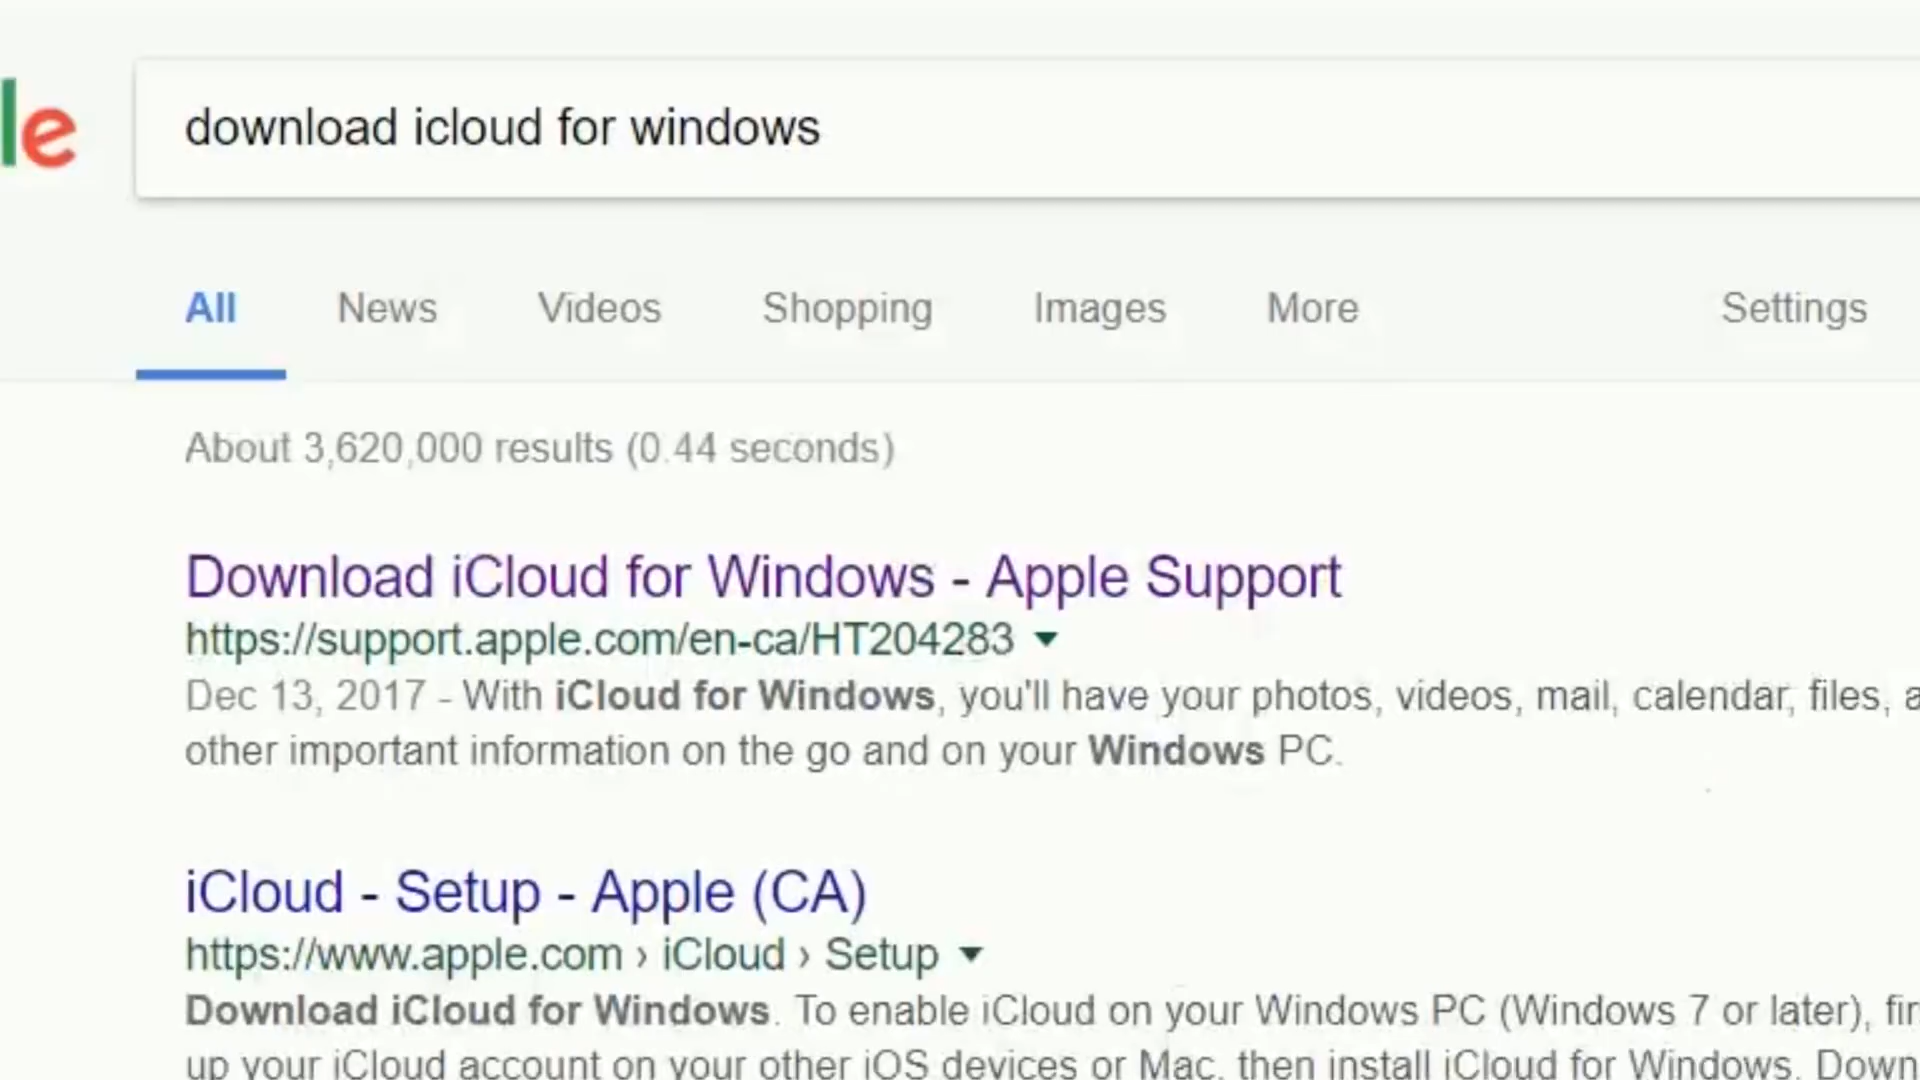 le
download icloud for windows
All News Videos Shopping Images More Settings
About 3,620,000 results (0.44 seconds)
Download iCloud for Windows - Apple Support
https://support.apple.com/en-ca/HT204283
Dec 13, 2017 - With iCloud for Windows, you'll have your photos, videos, mail, calendar, files, a
other important information on the go and on your Windows PC.
iCloud - Setup - Apple (CA)
https://www.apple.com › iCloud › Setup
Download iCloud for Windows. To enable iCloud on your Windows PC (Windows 7 or later), fir
up your iCloud account on your other iOS devices or Mac, then install iCloud for Windows. Down